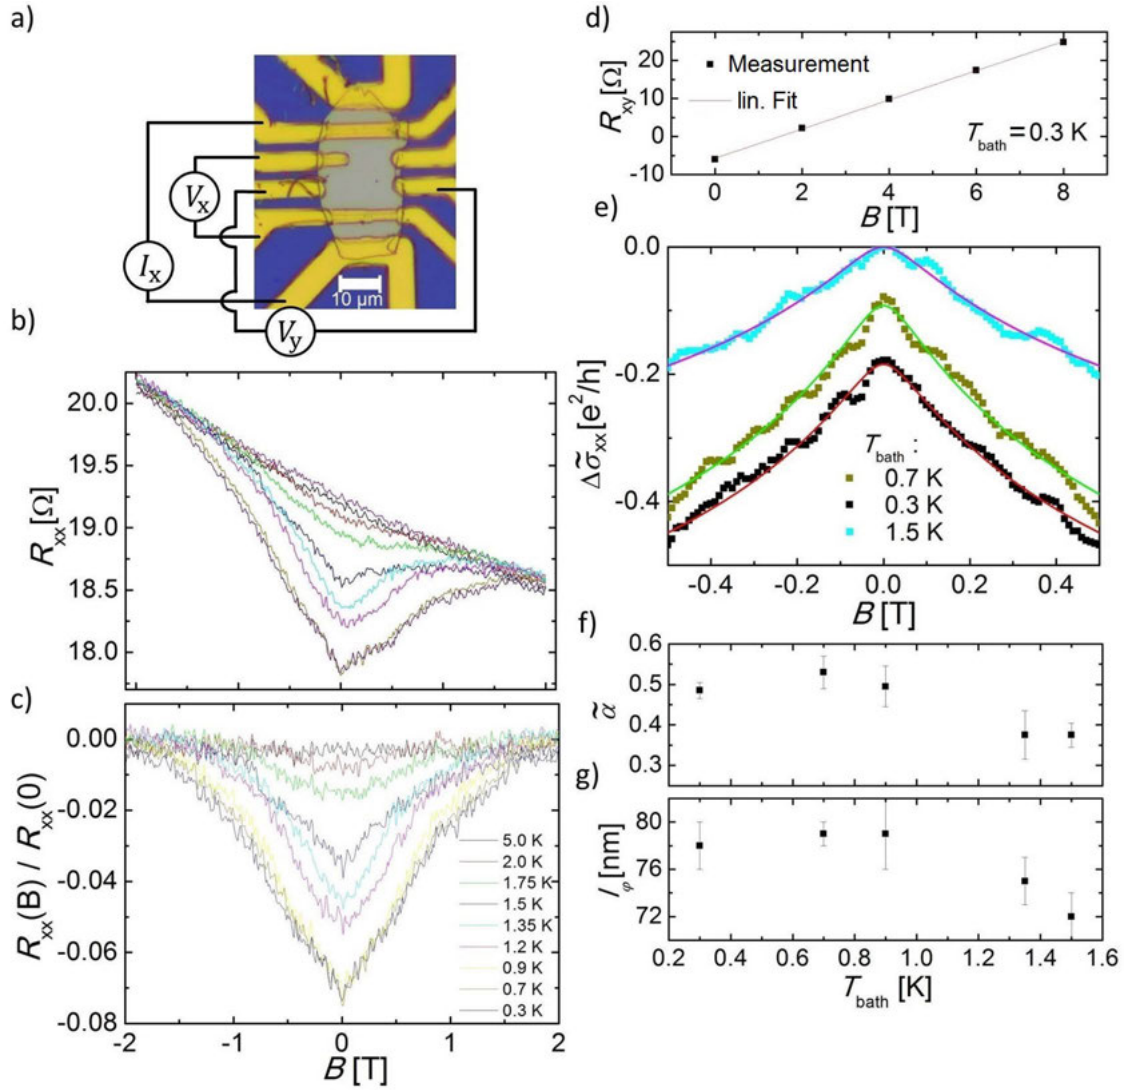 a)
I_x
V_x
V_y
10 µm
b)
R_xx [Ω]
20.0
19.5
19.0
18.5
18.0
-2
-1
0
1
2
c)
R_xx(B) / R_xx(0)
0.00
-0.02
-0.04
-0.06
-0.08
5.0 K
2.0 K
1.75 K
1.5 K
1.35 K
1.2 K
0.9 K
0.7 K
0.3 K
-2
-1
0
1
2
B [T]
d)
R_xy [Ω]
20
10
0
-10
Measurement
lin. Fit
T_bath = 0.3 K
0
2
4
6
8
B [T]
e)
Δσ̃_xx [e²/h]
0.0
-0.2
-0.4
T_bath :
0.7 K
0.3 K
1.5 K
-0.4
-0.2
0.0
0.2
0.4
B [T]
f)
α̃
0.6
0.5
0.4
0.3
g)
l_φ [nm]
80
76
72
0.2
0.4
0.6
0.8
1.0
1.2
1.4
1.6
T_bath [K]